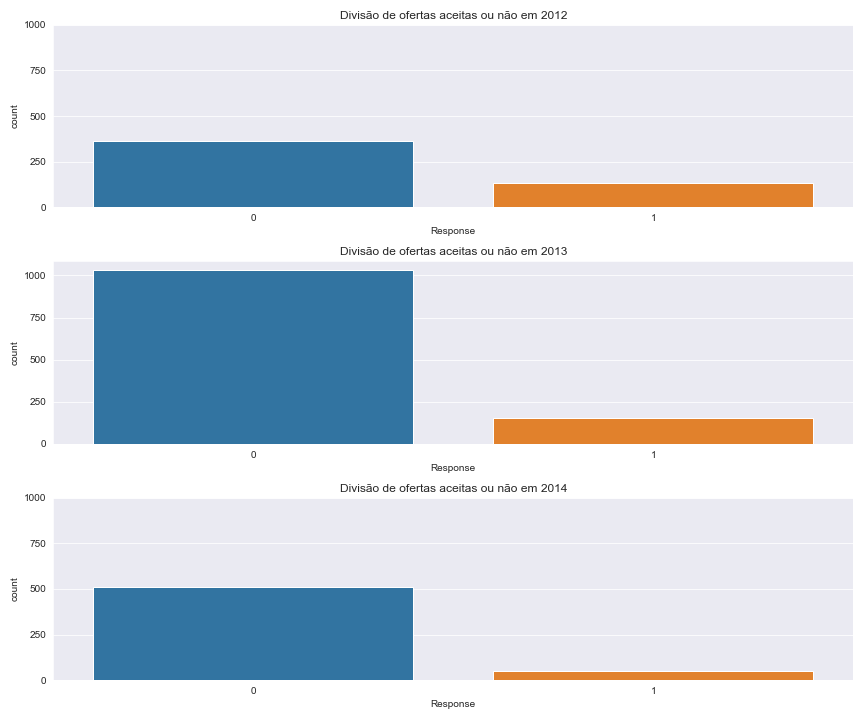 Divisão de ofertas aceitas ou não em 2012
1000
750
500
250
0
count
0 1
Response
Divisão de ofertas aceitas ou não em 2013
1000
750
500
250
0
count
0 1
Response
Divisão de ofertas aceitas ou não em 2014
1000
750
500
250
0
count
0 1
Response